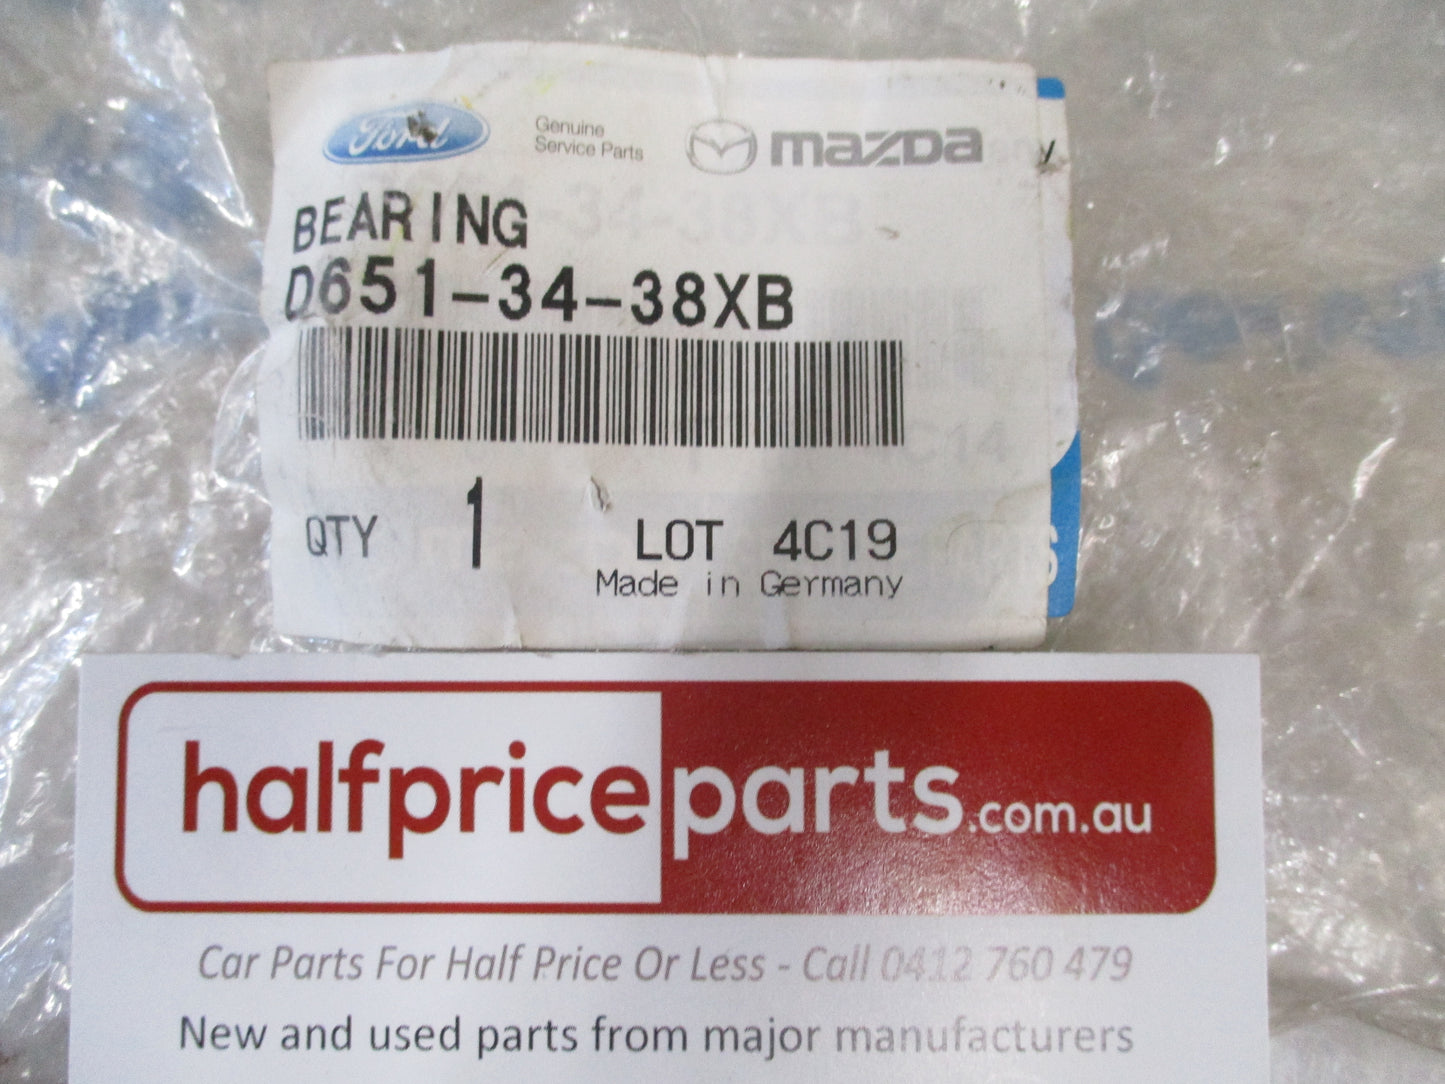 Ford
Genuine
Service Parts
mazda
BEARING
D651-34-38XB
QTY 1
LOT 4C19
Made in Germany
halfpriceparts.com.au
Car Parts For Half Price Or Less - Call 0412 760 479
New and used parts from major manufacturers